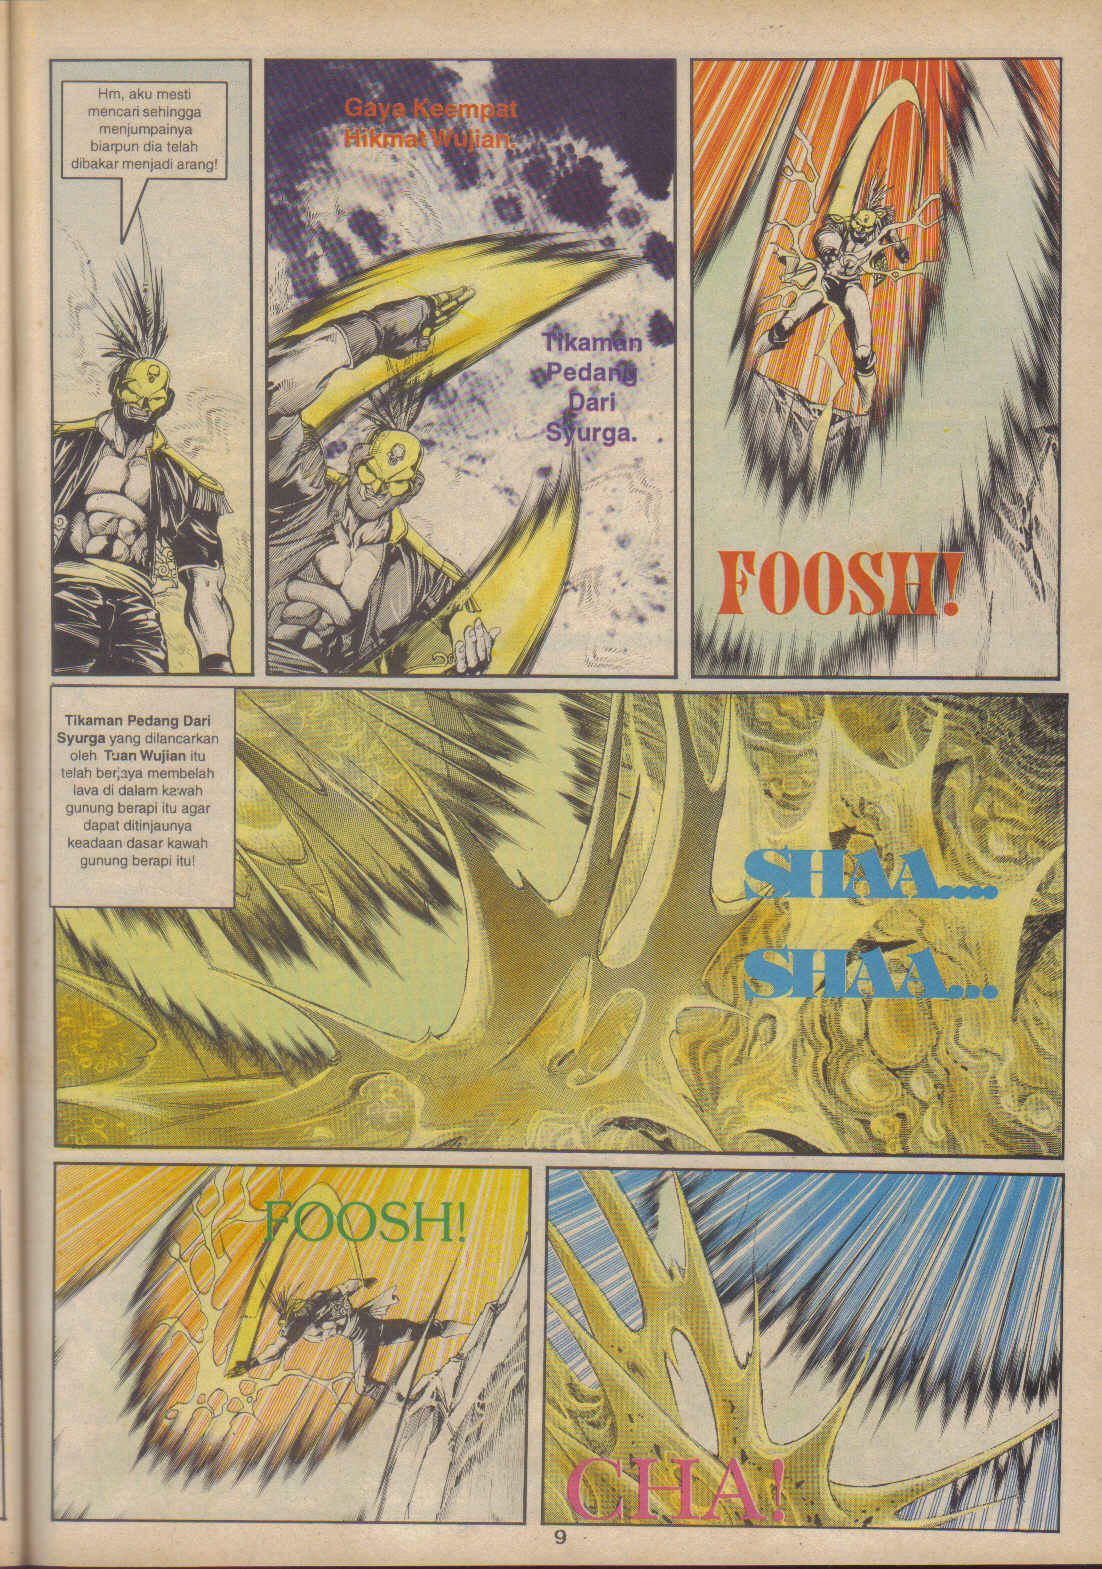 Hm, aku mesti
mencari sehingga
menjumpainya
biarpun dia telah
dibakar menjadi arang!
Gaya Keempat
Hikmat Wujian.
Tikaman
Pedang
Dari
Syurga.
FOOSH!
Tikaman Pedang Dari
Syurga yang dilancarkan
oleh Tuan Wujian itu
telah berjaya membelah
lava di dalam kawah
gunung berapi itu agar
dapat ditinjaunya
keadaan dasar kawah
gunung berapi itu!
SHAA....
SHAA...
FOOSH!
CHA!
9